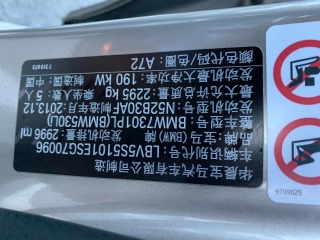 华晨宝马汽车有限公司制造
车辆识别代号 LBV5S5101ESC70096
品牌 宝马 (BMW) 发动机排量 2996 ml
整车型号 BMW7301PL(BMW530Li)
发动机型号 N52B30AF 制造年月 2013.12
最大允许总质量 2295 kg 乘坐人数 5 人
发动机最大净功率 190 kW 制造国 中国
颜色代码/色圈: A72
7310675
9199625